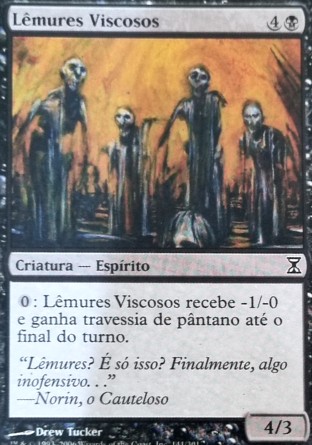 Lêmures Viscosos 4
Criatura — Espírito
0: Lêmures Viscosos recebe -1/-0
e ganha travessia de pântano até o
final do turno.
“Lêmures? É só isso? Finalmente, algo
inofensivo. . .”
—Norin, o Cauteloso
Drew Tucker
4/3